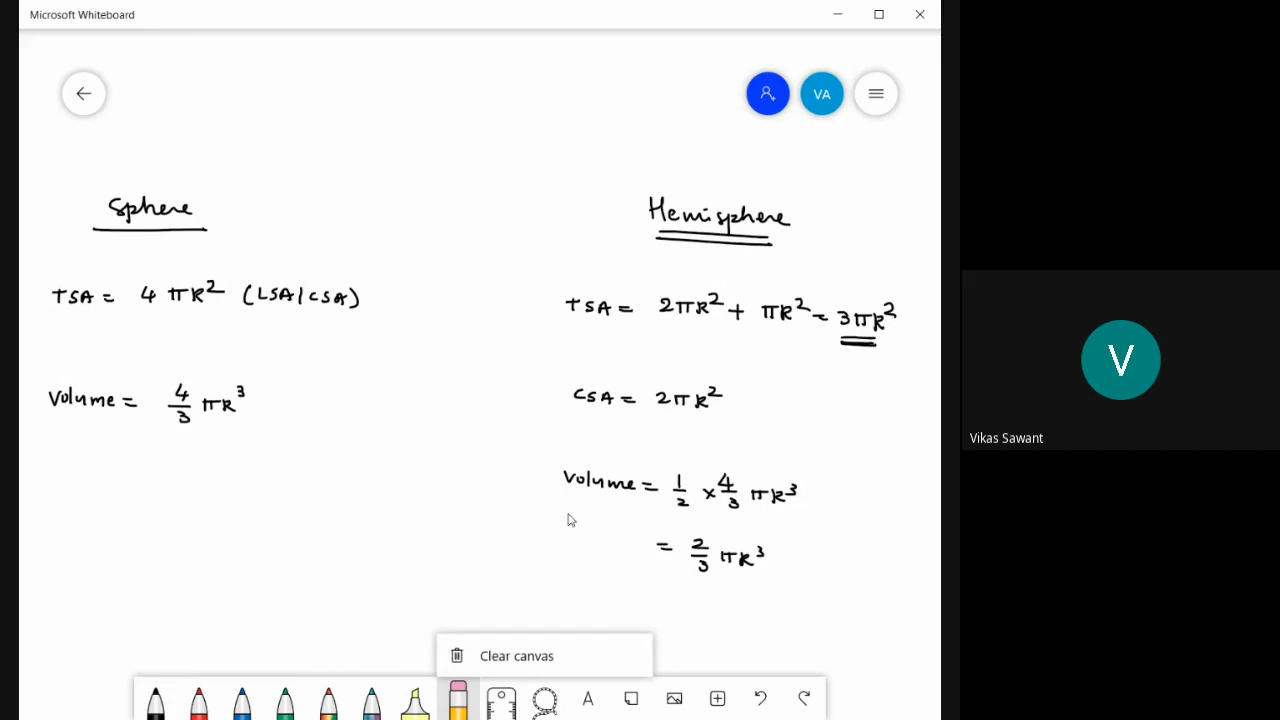 Microsoft Whiteboard
VA
Sphere
TSA = 4 πR² (LSA/CSA)
Volume = 4/3 πR³
Hemisphere
TSA = 2πR² + πR² = 3πR²
CSA = 2πR²
Volume = 1/2 × 4/3 πR³
= 2/3 πR³
Clear canvas
A
V
Vikas Sawant